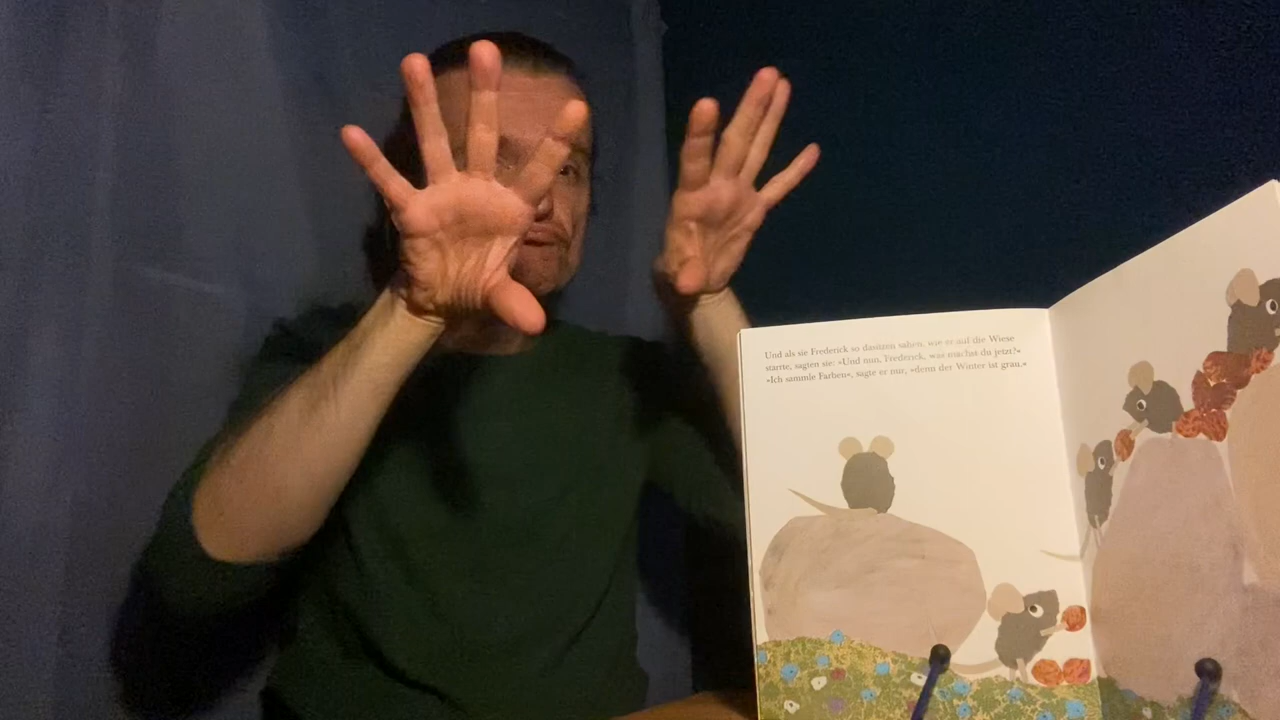 Und als sie Frederick so dasitzen sahen, wie er auf die Wiese
starrte, sagten sie: »Und nun, Frederick, was machst du jetzt?«
»Ich sammle Farben«, sagte er nur, »denn der Winter ist grau.«